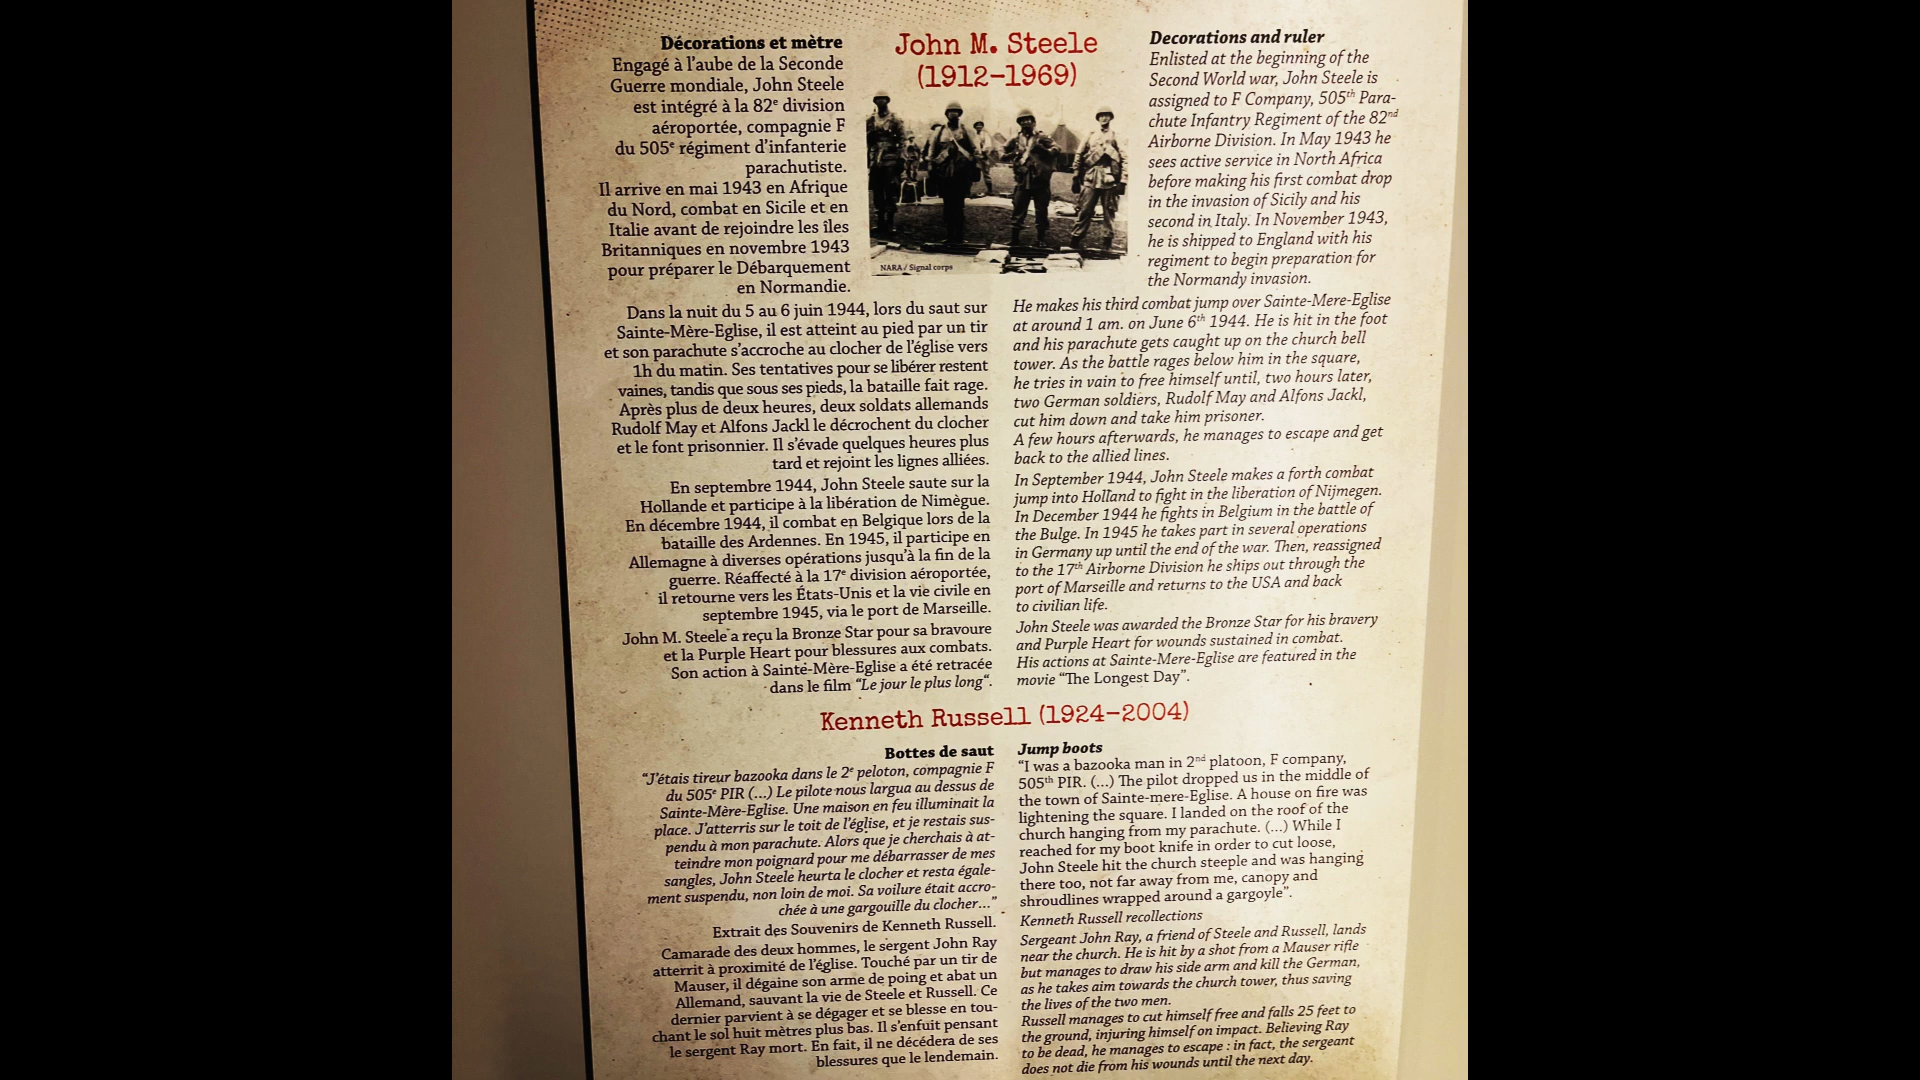 John M. Steele
(1912–1969)
Décorations et mètre
Engagé à l'aube de la Seconde
Guerre mondiale, John Steele
est intégré à la 82e division
aéroportée, compagnie F
du 505e régiment d'infanterie
parachutiste.
Il arrive en mai 1943 en Afrique
du Nord, combat en Sicile et en
Italie avant de rejoindre les îles
Britanniques en novembre 1943
pour préparer le Débarquement
en Normandie.
Dans la nuit du 5 au 6 juin 1944, lors du saut sur
Sainte-Mère-Eglise, il est atteint au pied par un tir
et son parachute s'accroche au clocher de l'église vers
1h du matin. Ses tentatives pour se libérer restent
vaines, tandis que sous ses pieds, la bataille fait rage.
Après plus de deux heures, deux soldats allemands
Rudolf May et Alfons Jackl le décrochent du clocher
et le font prisonnier. Il s'évade quelques heures plus
tard et rejoint les lignes alliées.
En septembre 1944, John Steele saute sur la
Hollande et participe à la libération de Nimègue.
En décembre 1944, il combat en Belgique lors de la
bataille des Ardennes. En 1945, il participe en
Allemagne à diverses opérations jusqu'à la fin de la
guerre. Réaffecté à la 17e division aéroportée,
il retourne vers les États-Unis et la vie civile en
septembre 1945, via le port de Marseille.
John M. Steele a reçu la Bronze Star pour sa bravoure
et la Purple Heart pour blessures aux combats.
Son action à Sainte-Mère-Eglise a été retracée
dans le film "Le jour le plus long".
NARA / Signal corps
Decorations and ruler
Enlisted at the beginning of the
Second World war, John Steele is
assigned to F Company, 505th Para-
chute Infantry Regiment of the 82nd
Airborne Division. In May 1943 he
sees active service in North Africa
before making his first combat drop
in the invasion of Sicily and his
second in Italy. In November 1943,
he is shipped to England with his
regiment to begin preparation for
the Normandy invasion.
He makes his third combat jump over Sainte-Mere-Eglise
at around 1 am. on June 6th 1944. He is hit in the foot
and his parachute gets caught up on the church bell
tower. As the battle rages below him in the square,
he tries in vain to free himself until, two hours later,
two German soldiers, Rudolf May and Alfons Jackl,
cut him down and take him prisoner.
A few hours afterwards, he manages to escape and get
back to the allied lines.
In September 1944, John Steele makes a forth combat
jump into Holland to fight in the liberation of Nijmegen.
In December 1944 he fights in Belgium in the battle of
the Bulge. In 1945 he takes part in several operations
in Germany up until the end of the war. Then, reassigned
to the 17th Airborne Division he ships out through the
port of Marseille and returns to the USA and back
to civilian life.
John Steele was awarded the Bronze Star for his bravery
and Purple Heart for wounds sustained in combat.
His actions at Sainte-Mere-Eglise are featured in the
movie "The Longest Day".
Kenneth Russell (1924–2004)
Bottes de saut
"J'étais tireur bazooka dans le 2e peloton, compagnie F
du 505e PIR (...) Le pilote nous largua au dessus de
Sainte-Mère-Eglise. Une maison en feu illuminait la
place. J'atterris sur le toit de l'église, et je restais sus-
pendu à mon parachute. Alors que je cherchais à at-
teindre mon poignard pour me débarrasser de mes
sangles, John Steele heurta le clocher et resta égale-
ment suspendu, non loin de moi. Sa voilure était accro-
chée à une gargouille du clocher..."
Extrait des Souvenirs de Kenneth Russell.
Camarade des deux hommes, le sergent John Ray
atterrit à proximité de l'église. Touché par un tir de
Mauser, il dégaine son arme de poing et abat un
Allemand, sauvant la vie de Steele et Russell. Ce
dernier parvient à se dégager et se blesse en tou-
chant le sol huit mètres plus bas. Il s'enfuit pensant
le sergent Ray mort. En fait, il ne décédera de ses
blessures que le lendemain.
Jump boots
"I was a bazooka man in 2nd platoon, F company,
505th PIR. (...) The pilot dropped us in the middle of
the town of Sainte-mere-Eglise. A house on fire was
lightening the square. I landed on the roof of the
church hanging from my parachute. (...) While I
reached for my boot knife in order to cut loose,
John Steele hit the church steeple and was hanging
there too, not far away from me, canopy and
shroudlines wrapped around a gargoyle".
Kenneth Russell recollections
Sergeant John Ray, a friend of Steele and Russell, lands
near the church. He is hit by a shot from a Mauser rifle
but manages to draw his side arm and kill the German,
as he takes aim towards the church tower, thus saving
the lives of the two men.
Russell manages to cut himself free and falls 25 feet to
the ground, injuring himself on impact. Believing Ray
to be dead, he manages to escape : in fact, the sergeant
does not die from his wounds until the next day.